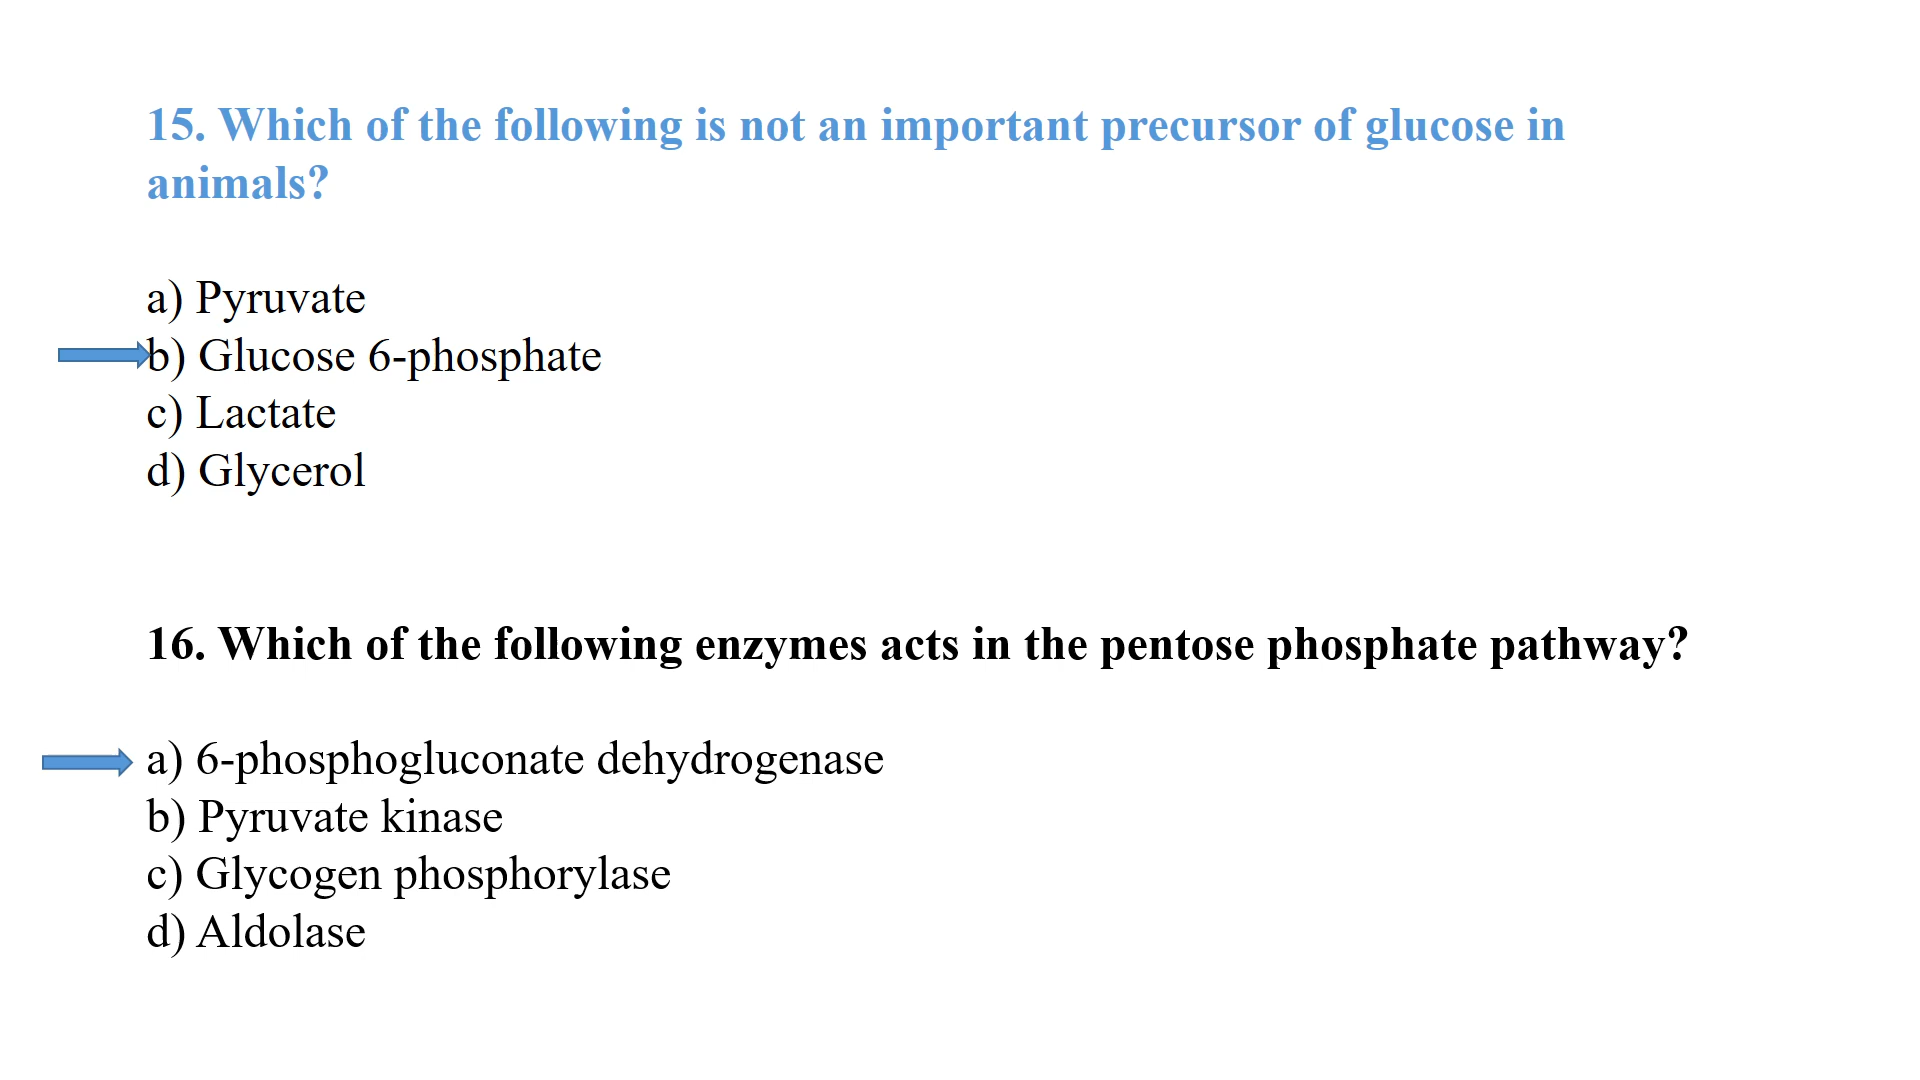 15. Which of the following is not an important precursor of glucose in
animals?
a) Pyruvate
b) Glucose 6-phosphate
c) Lactate
d) Glycerol
16. Which of the following enzymes acts in the pentose phosphate pathway?
a) 6-phosphogluconate dehydrogenase
b) Pyruvate kinase
c) Glycogen phosphorylase
d) Aldolase